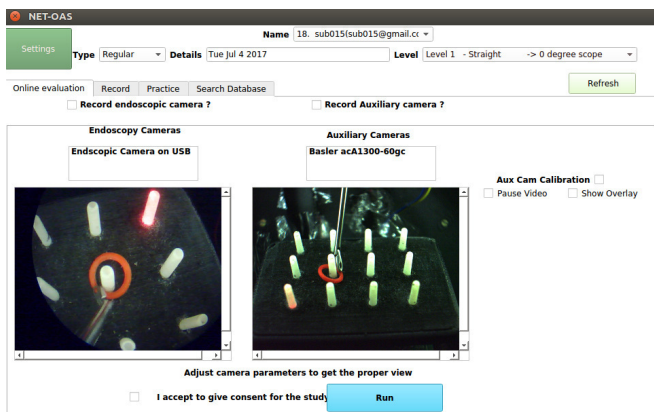 NET-OAS
Name 18. sub015(sub015@gmail.cc
Settings
Type Regular Details Tue Jul 4 2017 Level Level 1 - Straight -> 0 degree scope
Refresh
Online evaluation Record Practice Search Database
Record endoscopic camera ? Record Auxiliary camera ?
Endoscopy Cameras Auxiliary Cameras
Endscopic Camera on USB Basler acA1300-60gc
Aux Cam Calibration
Pause Video Show Overlay
Adjust camera parameters to get the proper view
I accept to give consent for the study Run